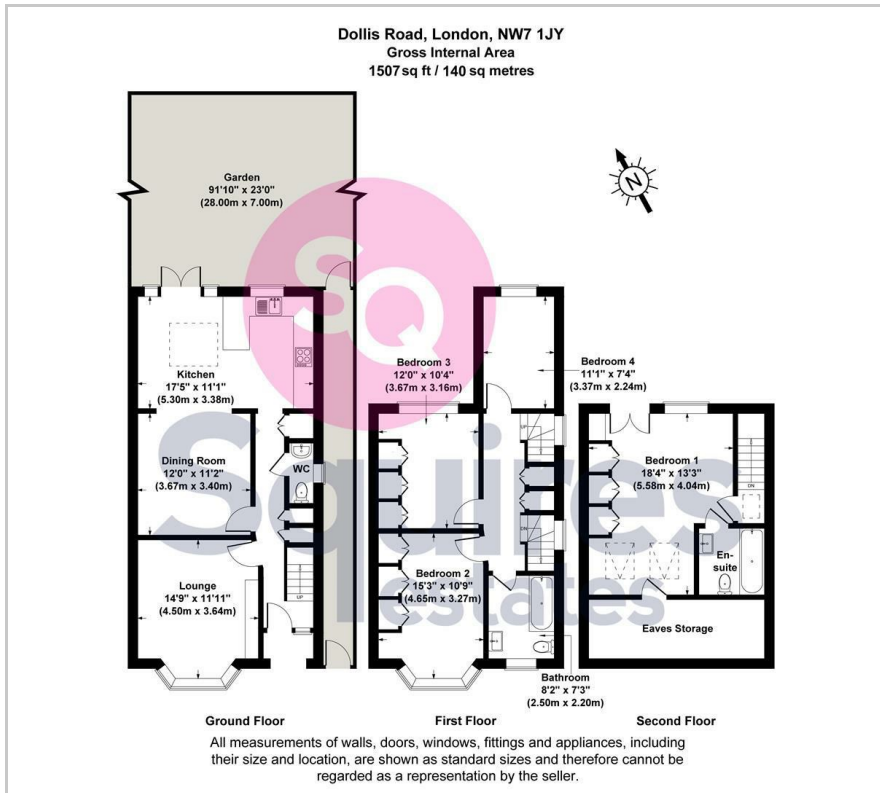 Dollis Road, London, NW7 1JY
Gross Internal Area
1507 sq ft / 140 sq metres
Garden
91'10" x 23'0"
(28.00m x 7.00m)
N
SQ
Squires
estates
Kitchen
17'5" x 11'1"
(5.30m x 3.38m)
Dining Room
12'0" x 11'2"
(3.67m x 3.40m)
WC
Lounge
14'9" x 11'11"
(4.50m x 3.64m)
UP
Ground Floor
Bedroom 3
12'0" x 10'4"
(3.67m x 3.16m)
Bedroom 4
11'1" x 7'4"
(3.37m x 2.24m)
UP
DN
Bedroom 2
15'3" x 10'9"
(4.65m x 3.27m)
Bathroom
8'2" x 7'3"
(2.50m x 2.20m)
First Floor
Bedroom 1
18'4" x 13'3"
(5.58m x 4.04m)
DN
En-
suite
Eaves Storage
Second Floor
All measurements of walls, doors, windows, fittings and appliances, including
their size and location, are shown as standard sizes and therefore cannot be
regarded as a representation by the seller.